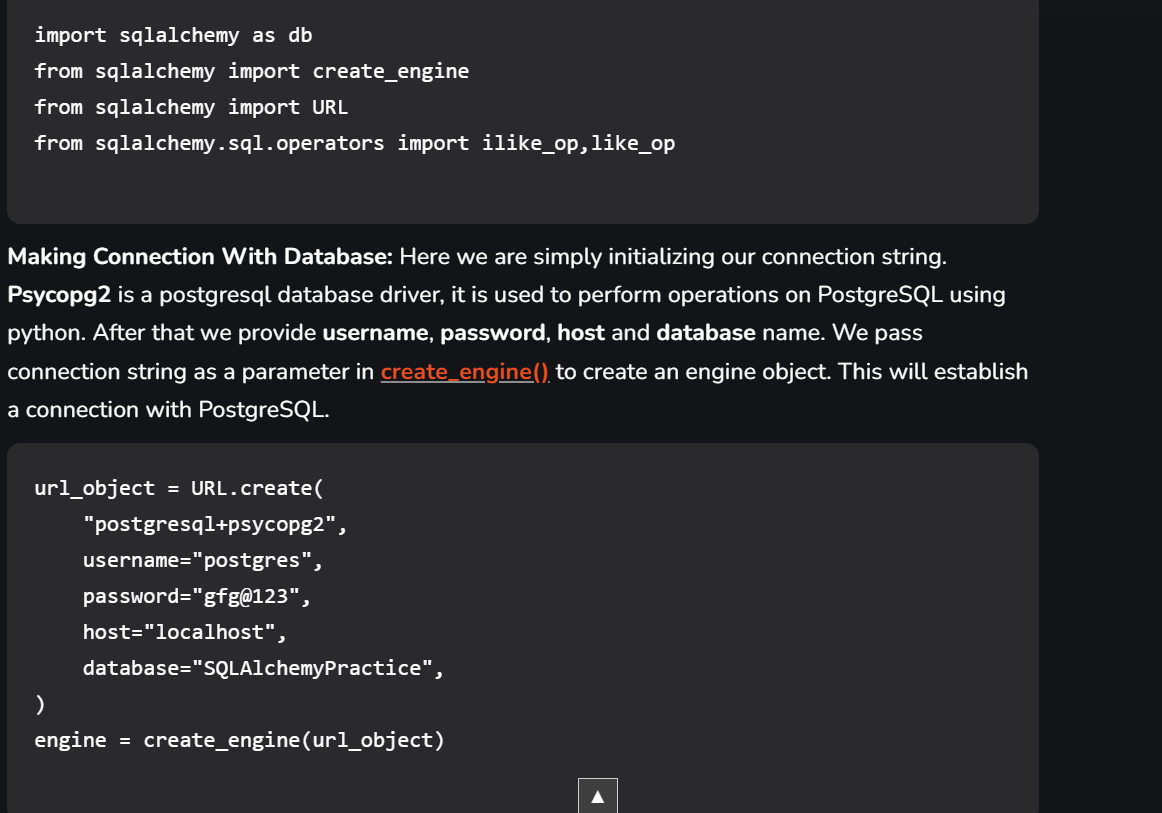 import sqlalchemy as db
from sqlalchemy import create_engine
from sqlalchemy import URL
from sqlalchemy.sql.operators import ilike_op,like_op
Making Connection With Database: Here we are simply initializing our connection string.
Psycopg2 is a postgresql database driver, it is used to perform operations on PostgreSQL using
python. After that we provide username, password, host and database name. We pass
connection string as a parameter in create_engine() to create an engine object. This will establish
a connection with PostgreSQL.
url_object = URL.create(
    "postgresql+psycopg2",
    username="postgres",
    password="gfg@123",
    host="localhost",
    database="SQLAlchemyPractice",
)
engine = create_engine(url_object)